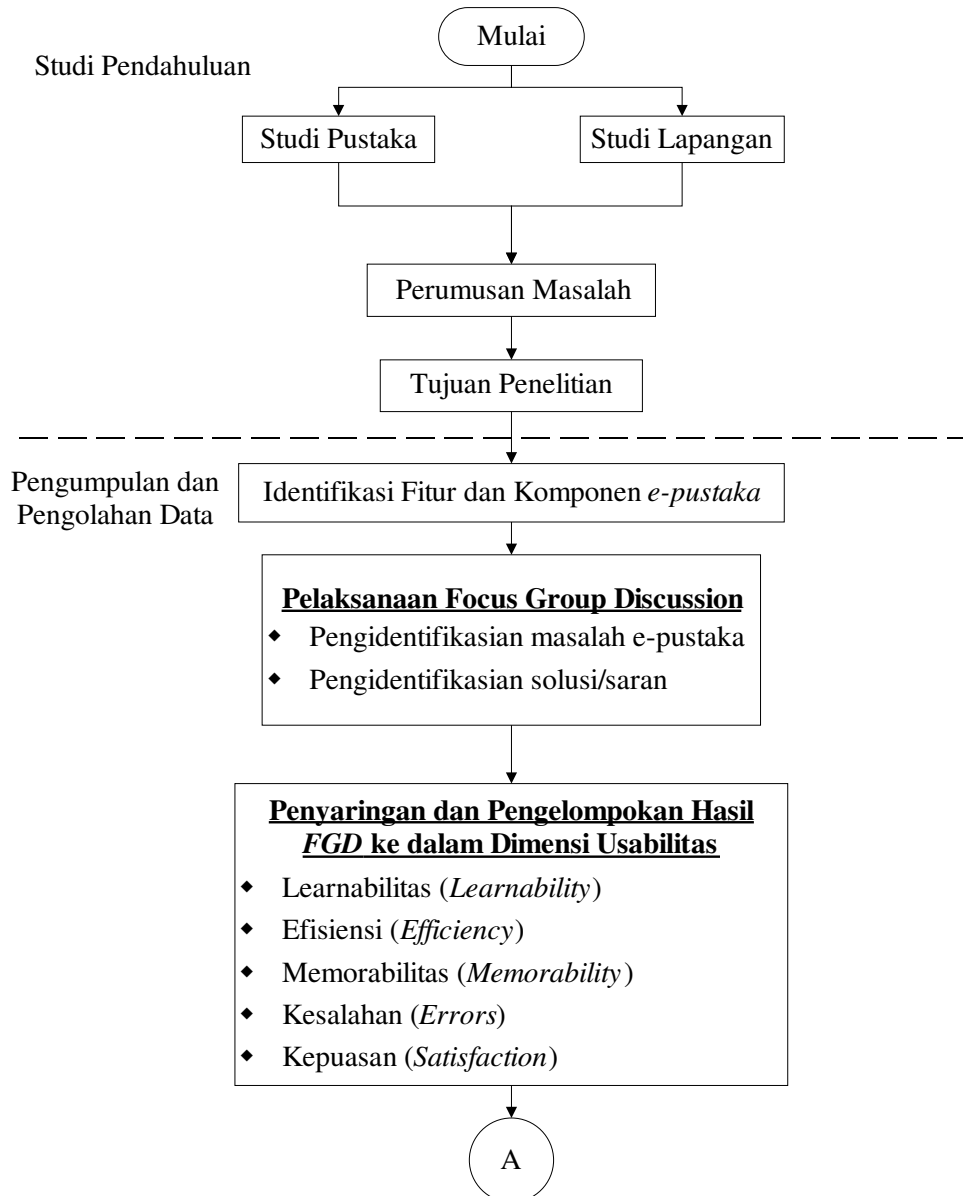 Mulai
Studi Pendahuluan
Studi Pustaka
Studi Lapangan
Perumusan Masalah
Tujuan Penelitian
Pengumpulan dan
Pengolahan Data
Identifikasi Fitur dan Komponen e-pustaka
Pelaksanaan Focus Group Discussion
◆ Pengidentifikasian masalah e-pustaka
◆ Pengidentifikasian solusi/saran
Penyaringan dan Pengelompokan Hasil
FGD ke dalam Dimensi Usabilitas
◆ Learnabilitas (Learnability)
◆ Efisiensi (Efficiency)
◆ Memorabilitas (Memorability)
◆ Kesalahan (Errors)
◆ Kepuasan (Satisfaction)
A